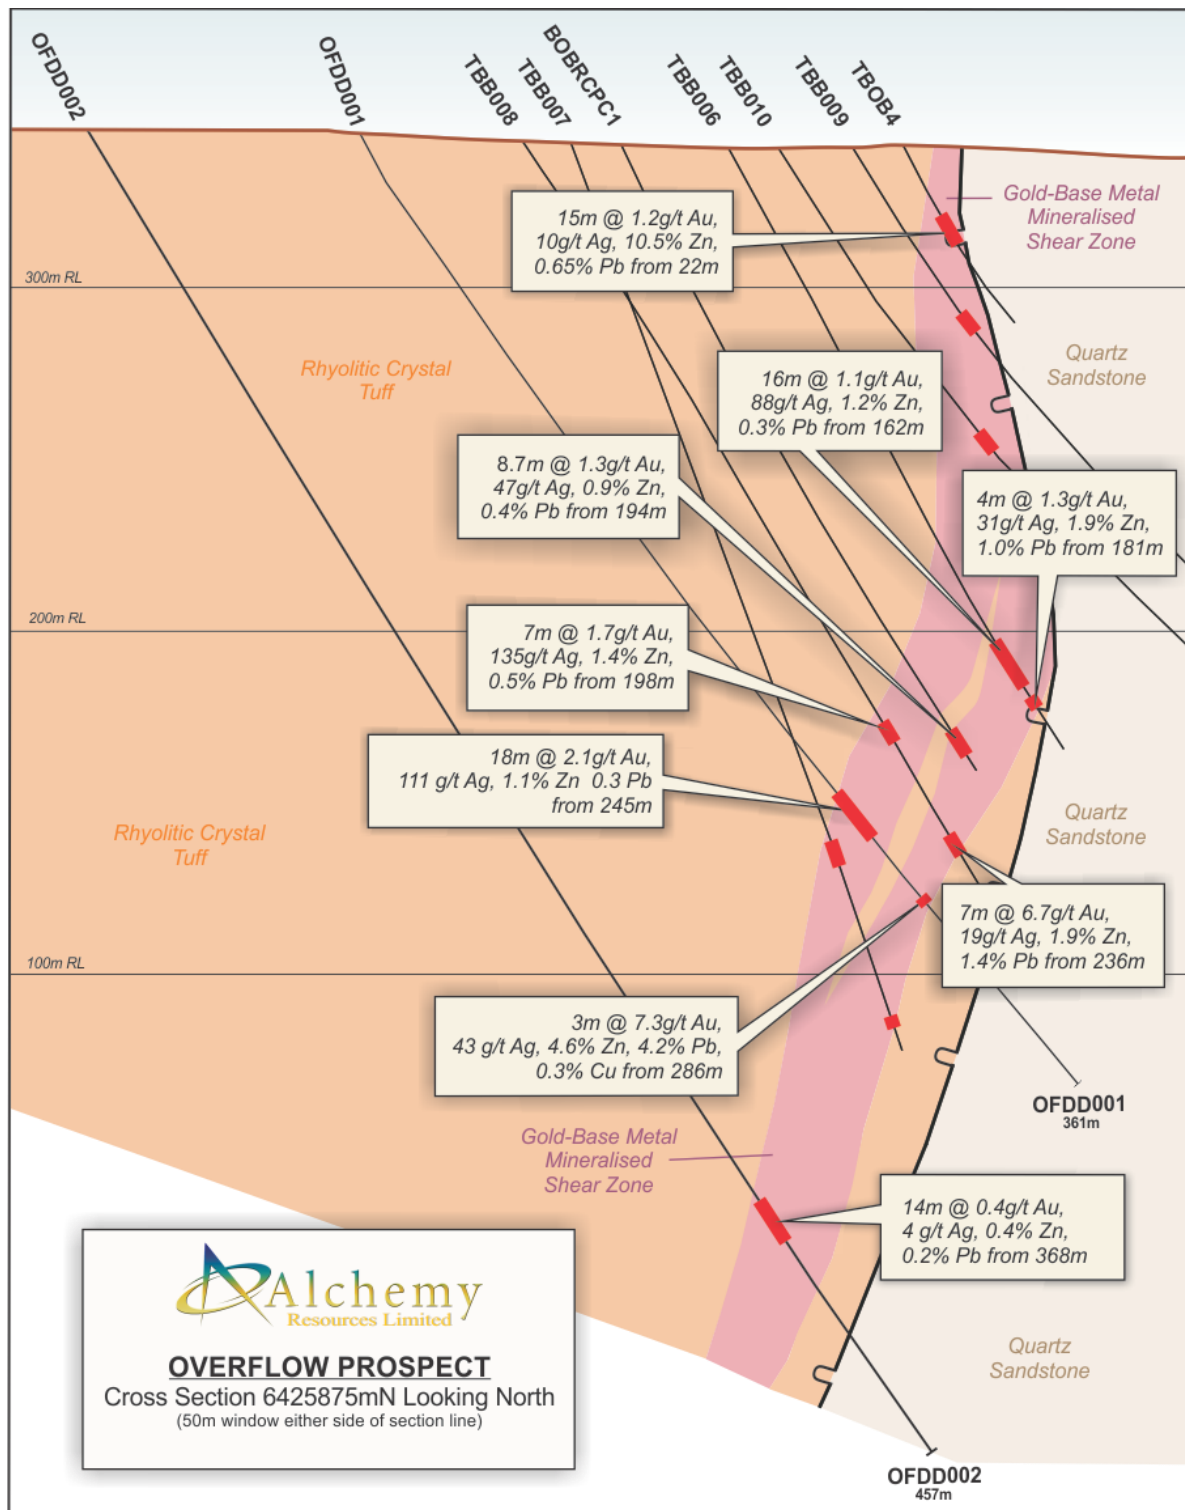 OFDD002
OFDD001
TBB008
TBB007
BOBRCPC1
TBB006
TBB010
TBB009
TBOB4
Gold-Base Metal
Mineralised
Shear Zone
15m @ 1.2g/t Au,
10g/t Ag, 10.5% Zn,
0.65% Pb from 22m
300m RL
Rhyolitic Crystal
Tuff
Quartz
Sandstone
16m @ 1.1g/t Au,
88g/t Ag, 1.2% Zn,
0.3% Pb from 162m
8.7m @ 1.3g/t Au,
47g/t Ag, 0.9% Zn,
0.4% Pb from 194m
4m @ 1.3g/t Au,
31g/t Ag, 1.9% Zn,
1.0% Pb from 181m
200m RL
7m @ 1.7g/t Au,
135g/t Ag, 1.4% Zn,
0.5% Pb from 198m
18m @ 2.1g/t Au,
111 g/t Ag, 1.1% Zn 0.3 Pb
from 245m
Rhyolitic Crystal
Tuff
Quartz
Sandstone
7m @ 6.7g/t Au,
19g/t Ag, 1.9% Zn,
1.4% Pb from 236m
100m RL
3m @ 7.3g/t Au,
43 g/t Ag, 4.6% Zn, 4.2% Pb,
0.3% Cu from 286m
OFDD001
361m
Gold-Base Metal
Mineralised
Shear Zone
14m @ 0.4g/t Au,
4 g/t Ag, 0.4% Zn,
0.2% Pb from 368m
Alchemy
Resources Limited
OVERFLOW PROSPECT
Cross Section 6425875mN Looking North
(50m window either side of section line)
Quartz
Sandstone
OFDD002
457m